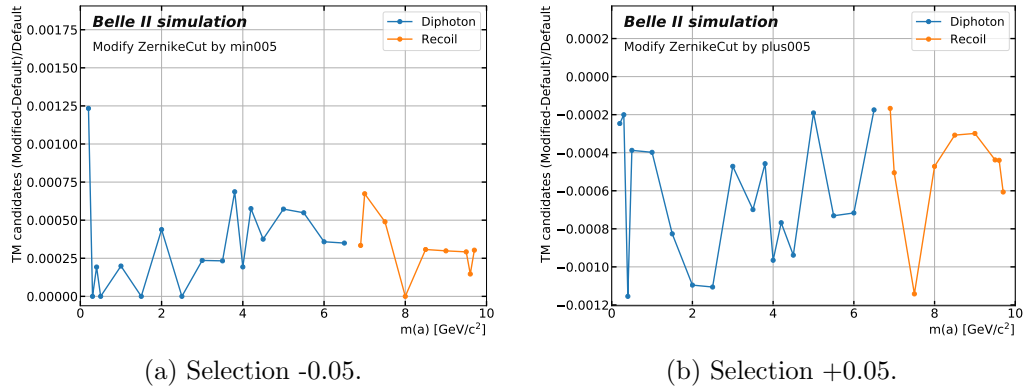 TM candidates (Modified-Default)/Default
0.00175
0.00150
0.00125
0.00100
0.00075
0.00050
0.00025
0.00000
Belle II simulation
Modify ZernikeCut by min005
Diphoton
Recoil
0 2 4 6 8 10
m(a) [GeV/c²]
(a) Selection -0.05.
TM candidates (Modified-Default)/Default
0.0002
0.0000
−0.0002
−0.0004
−0.0006
−0.0008
−0.0010
−0.0012
Belle II simulation
Modify ZernikeCut by plus005
Diphoton
Recoil
0 2 4 6 8 10
m(a) [GeV/c²]
(b) Selection +0.05.